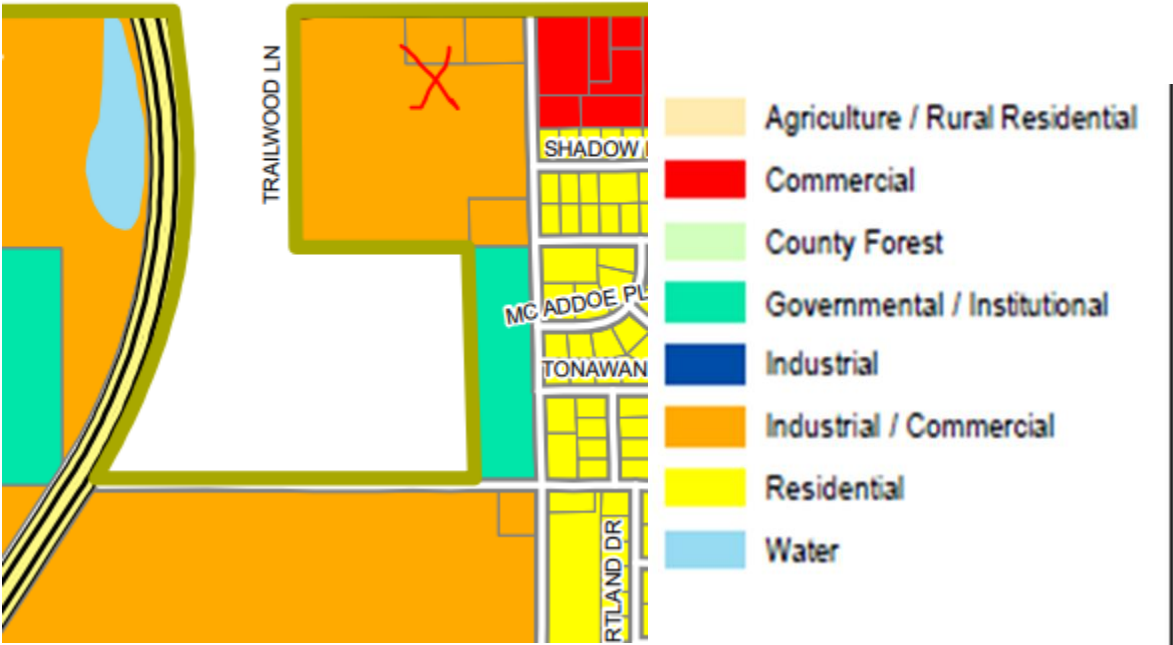 TRAILWOOD LN
SHADOW
MC ADDOE PL
TONAWAN
RTLAND DR
Agriculture / Rural Residential
Commercial
County Forest
Governmental / Institutional
Industrial
Industrial / Commercial
Residential
Water